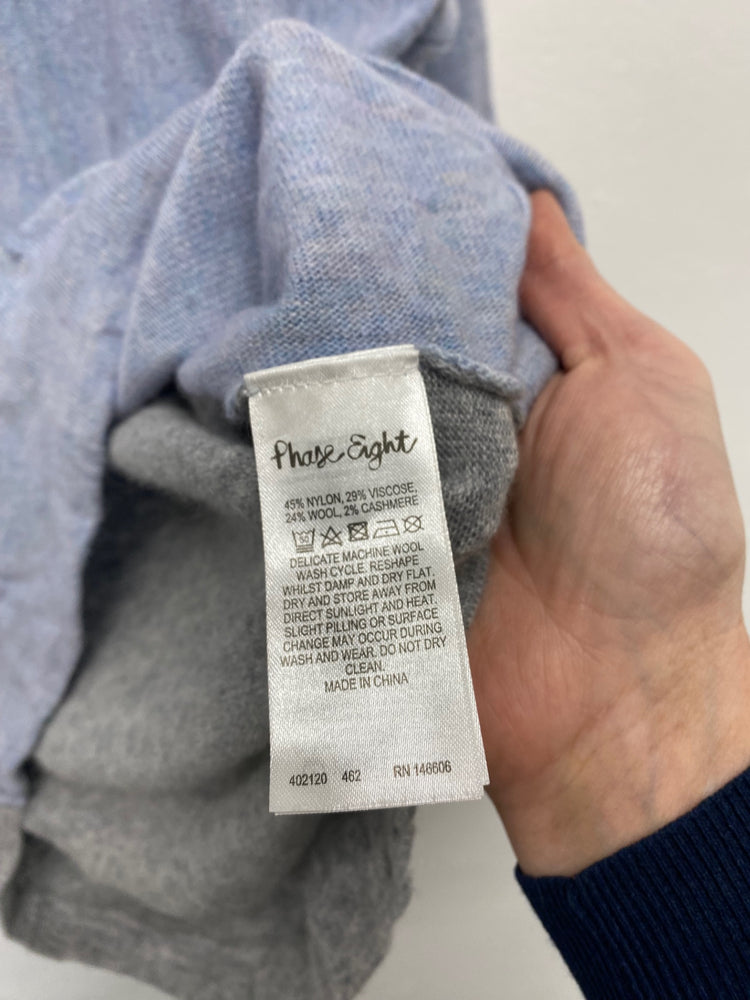 Phase Eight
45% NYLON, 29% VISCOSE,
24% WOOL, 2% CASHMERE
DELICATE MACHINE WOOL
WASH CYCLE. RESHAPE
WHILST DAMP AND DRY FLAT.
DRY AND STORE AWAY FROM
DIRECT SUNLIGHT AND HEAT.
SLIGHT PILLING OR SURFACE
CHANGE MAY OCCUR DURING
WASH AND WEAR. DO NOT DRY
CLEAN.
MADE IN CHINA
402120 462 RN 146606